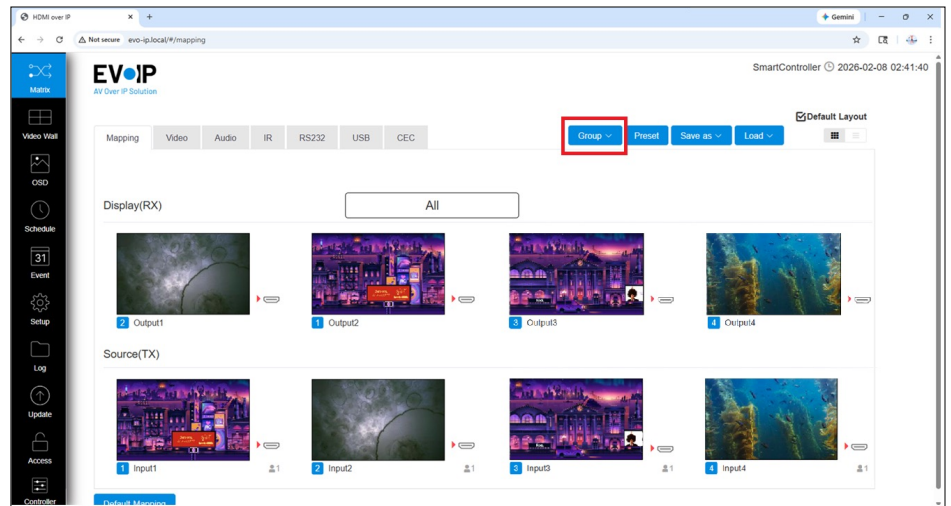 HDMI over IP
Gemini
Not secure evo-ip.local/#/mapping
EVOIP
AV Over IP Solution
SmartController 2026-02-08 02:41:40
Matrix
Video Wall
OSD
Schedule
31
Event
Setup
Log
Update
Access
Controller
Default Layout
Mapping Video Audio IR RS232 USB CEC
Group Preset Save as Load
Display(RX) All
2 Output1 1 Output2 3 Output3 4 Output4
Source(TX)
1 Input1 1 2 Input2 1 3 Input3 1 4 Input4 1
Default Mapping